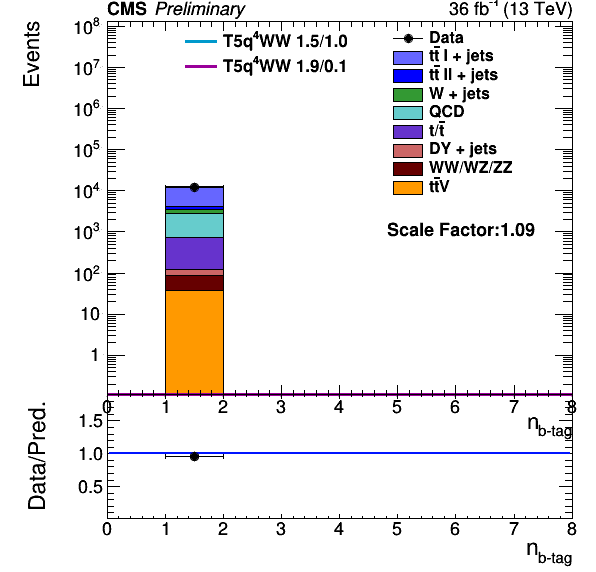 CMS Preliminary 36 fb⁻¹ (13 TeV)
Events
10⁸
10⁷
10⁶
10⁵
10⁴
10³
10²
10
1
T5q⁴WW 1.5/1.0
T5q⁴WW 1.9/0.1
Data
tt̄ l + jets
tt̄ ll + jets
W + jets
QCD
t/t̄
DY + jets
WW/WZ/ZZ
tt̄V
Scale Factor:1.09
0 1 2 3 4 5 6 7 8
n_b-tag
Data/Pred.
1.5
1.0
0.5
0 1 2 3 4 5 6 7 8
n_b-tag